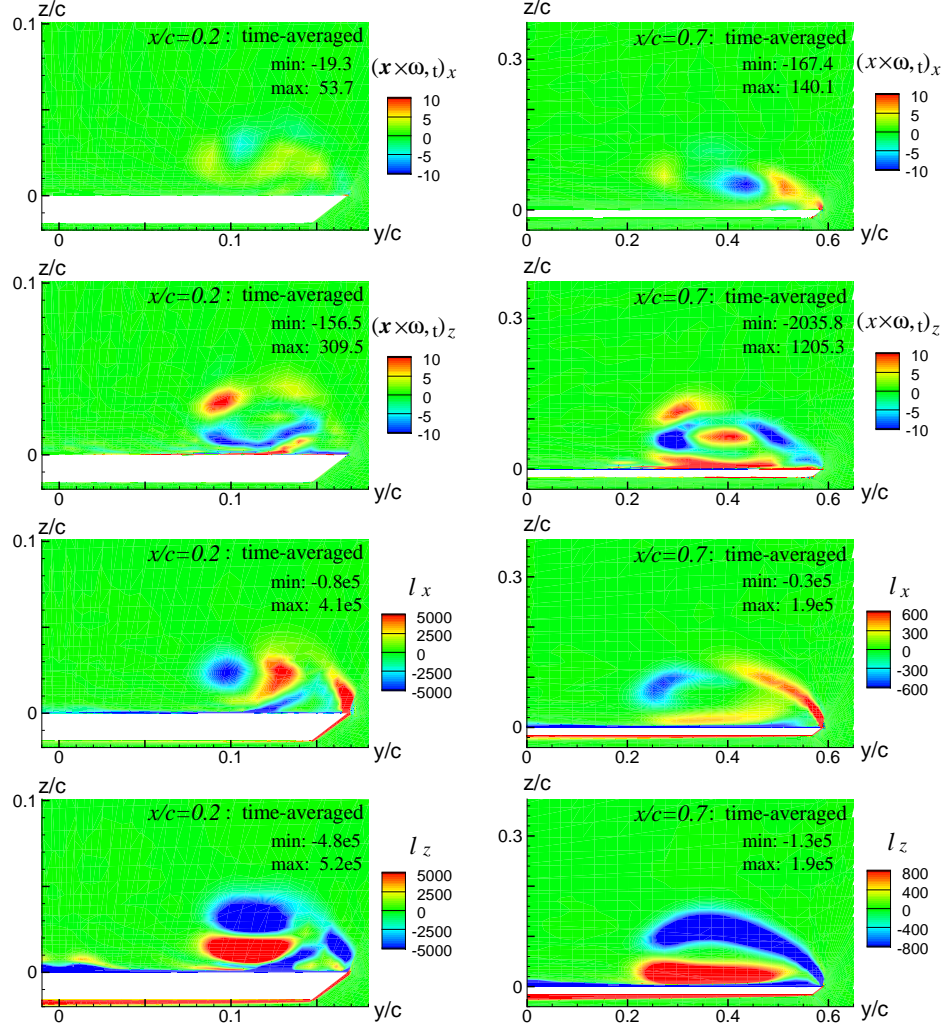 z/c
0.1
x/c=0.2 : time-averaged
min: -19.3
max: 53.7
(x×ω,t)x
10
5
0
-5
-10
0
0
0.1
y/c
z/c
0.3
x/c=0.7: time-averaged
min: -167.4
max: 140.1
(x×ω,t)x
10
5
0
-5
-10
0
0.2
0.4
0.6
y/c
z/c
0.1
x/c=0.2 : time-averaged
min: -156.5
max: 309.5
(x×ω,t)z
10
5
0
-5
-10
0
0
0.1
y/c
z/c
0.3
x/c=0.7: time-averaged
min: -2035.8
max: 1205.3
(x×ω,t)z
10
5
0
-5
-10
0
0
0.2
0.4
0.6
y/c
z/c
0.1
x/c=0.2 : time-averaged
min: -0.8e5
max: 4.1e5
l x
5000
2500
0
-2500
-5000
0
0
0.1
y/c
z/c
0.3
x/c=0.7: time-averaged
min: -0.3e5
max: 1.9e5
l x
600
300
0
-300
-600
0
0
0.2
0.4
0.6
y/c
z/c
0.1
x/c=0.2 : time-averaged
min: -4.8e5
max: 5.2e5
l z
5000
2500
0
-2500
-5000
0
0
0.1
y/c
z/c
0.3
x/c=0.7: time-averaged
min: -1.3e5
max: 1.9e5
l z
800
400
0
-400
-800
0
0
0.2
0.4
0.6
y/c